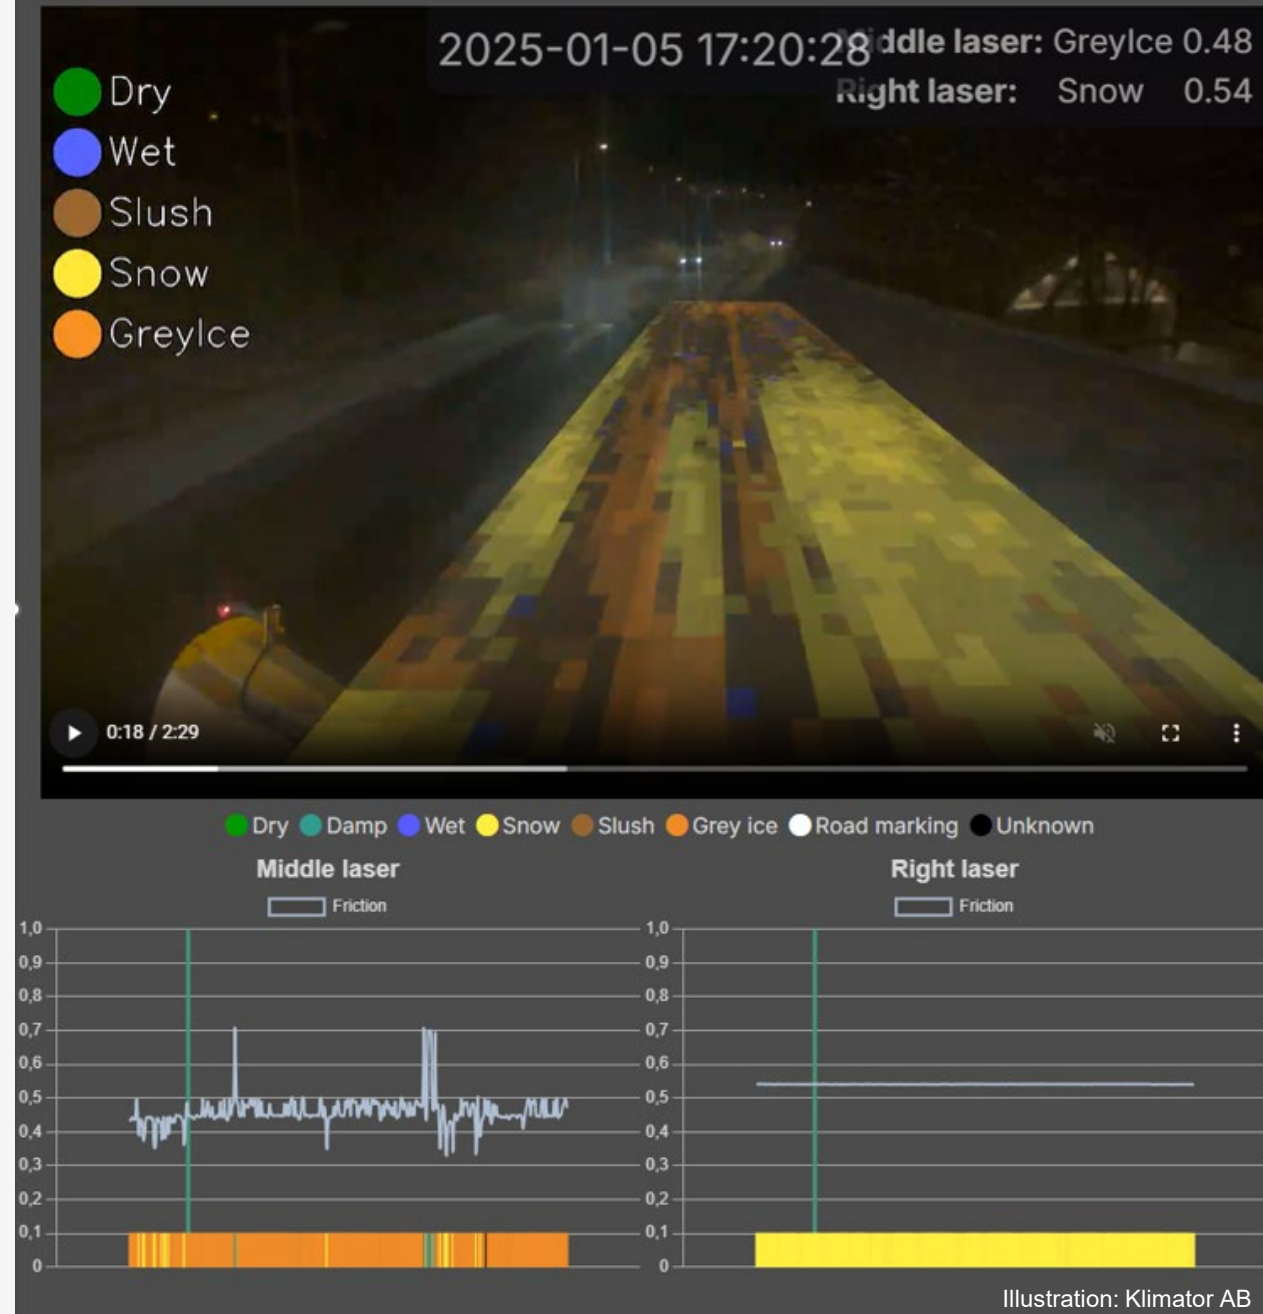 2025-01-05 17:20:28
Middle laser: GreyIce 0.48
Right laser: Snow 0.54
Dry
Wet
Slush
Snow
GreyIce
0:18 / 2:29
Dry Damp Wet Snow Slush Grey ice Road marking Unknown
Middle laser
Friction
1,0
0,9
0,8
0,7
0,6
0,5
0,4
0,3
0,2
0,1
0
Right laser
Friction
1,0
0,9
0,8
0,7
0,6
0,5
0,4
0,3
0,2
0,1
0
Illustration: Klimator AB